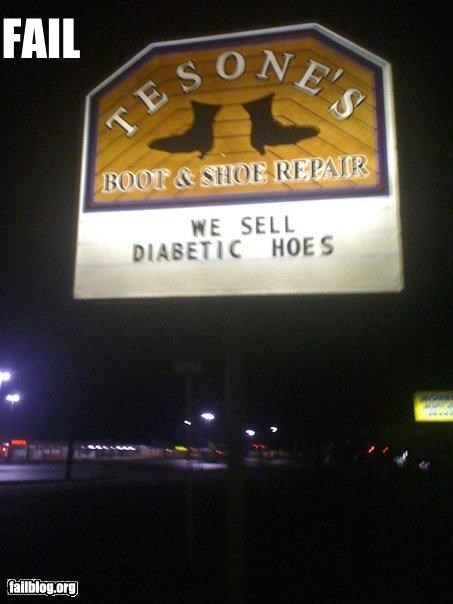 FAIL
TESONE'S
BOOT & SHOE REPAIR
WE SELL
DIABETIC HOES
failblog.org